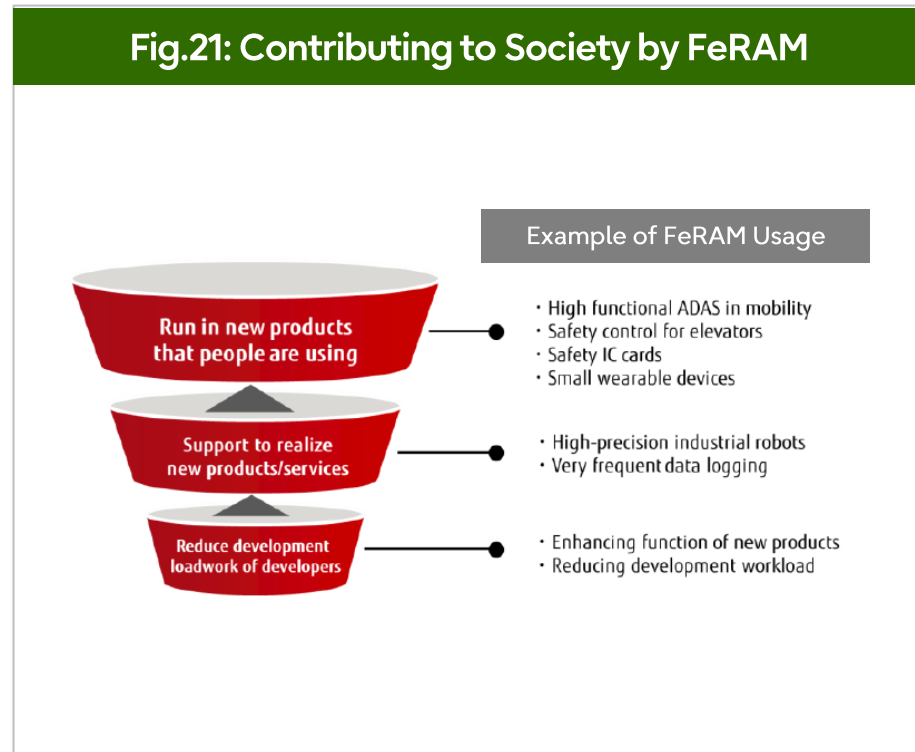 Fig.21: Contributing to Society by FeRAM
Example of FeRAM Usage
Run in new products
that people are using
・High functional ADAS in mobility
・Safety control for elevators
・Safety IC cards
・Small wearable devices
Support to realize
new products/services
・High-precision industrial robots
・Very frequent data logging
Reduce development
loadwork of developers
・Enhancing function of new products
・Reducing development workload